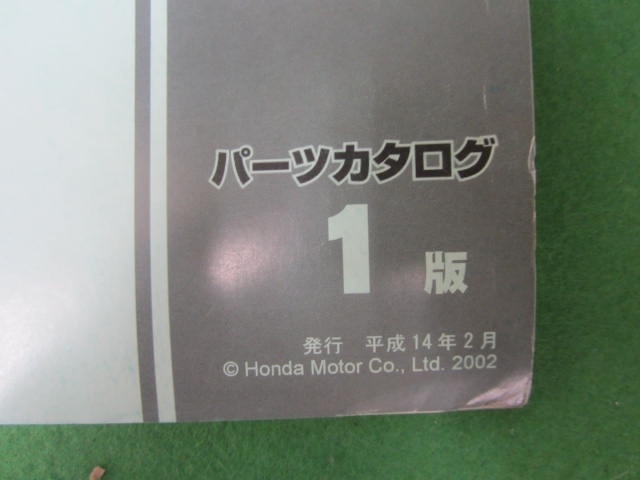 パーツカタログ
1 版
発行 平成14年2月
© Honda Motor Co., Ltd. 2002